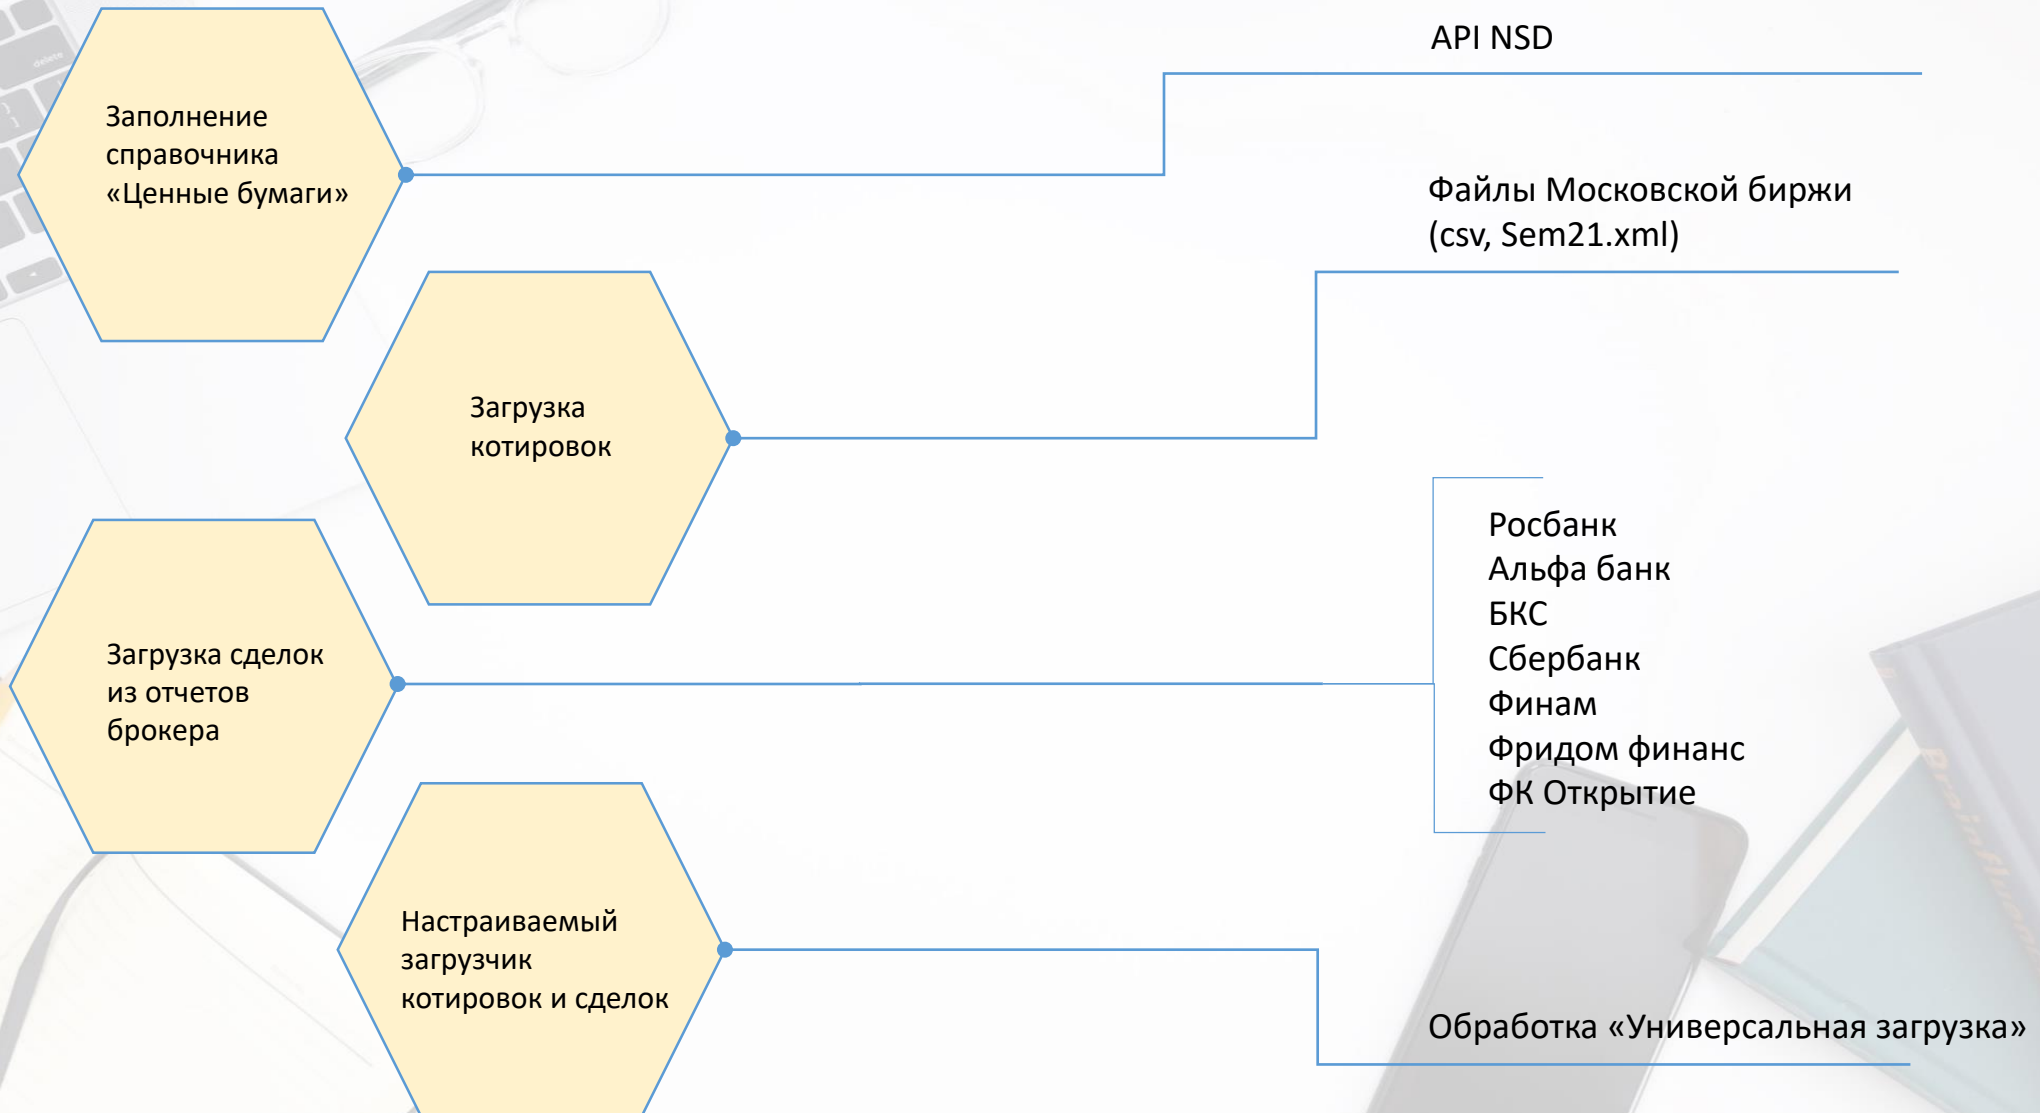 Заполнение
справочника
«Ценные бумаги»
API NSD
Загрузка
котировок
Файлы Московской биржи
(csv, Sem21.xml)
Загрузка сделок
из отчетов
брокера
Росбанк
Альфа банк
БКС
Сбербанк
Финам
Фридом финанс
ФК Открытие
Настраиваемый
загрузчик
котировок и сделок
Обработка «Универсальная загрузка»
delete